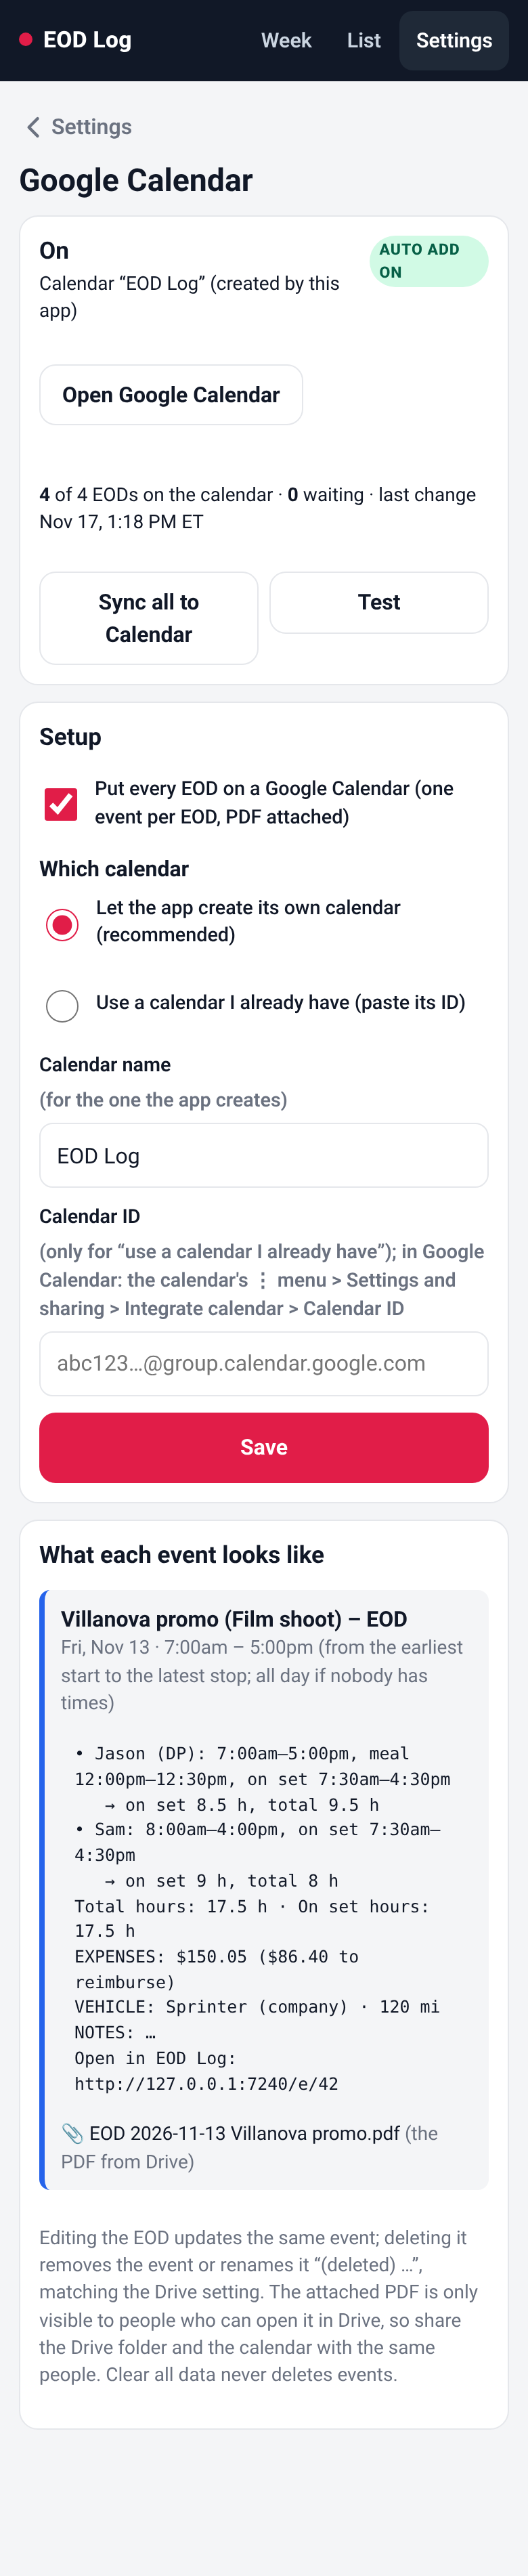 EOD Log
Week
List
Settings
Settings
Google Calendar
On
AUTO ADD
ON
Calendar “EOD Log” (created by this
app)
Open Google Calendar
4 of 4 EODs on the calendar · 0 waiting · last change
Nov 17, 1:18 PM ET
Sync all to
Calendar
Test
Setup
Put every EOD on a Google Calendar (one
event per EOD, PDF attached)
Which calendar
Let the app create its own calendar
(recommended)
Use a calendar I already have (paste its ID)
Calendar name
(for the one the app creates)
EOD Log
Calendar ID
(only for “use a calendar I already have”); in Google
Calendar: the calendar's ⋮ menu > Settings and
sharing > Integrate calendar > Calendar ID
abc123…@group.calendar.google.com
Save
What each event looks like
Villanova promo (Film shoot) – EOD
Fri, Nov 13 · 7:00am – 5:00pm (from the earliest
start to the latest stop; all day if nobody has
times)
• Jason (DP): 7:00am–5:00pm, meal
12:00pm–12:30pm, on set 7:30am–4:30pm
→ on set 8.5 h, total 9.5 h
• Sam: 8:00am–4:00pm, on set 7:30am–
4:30pm
→ on set 9 h, total 8 h
Total hours: 17.5 h · On set hours:
17.5 h
EXPENSES: $150.05 ($86.40 to
reimburse)
VEHICLE: Sprinter (company) · 120 mi
NOTES: …
Open in EOD Log:
http://127.0.0.1:7240/e/42
📎 EOD 2026-11-13 Villanova promo.pdf (the
PDF from Drive)
Editing the EOD updates the same event; deleting it
removes the event or renames it “(deleted) …”,
matching the Drive setting. The attached PDF is only
visible to people who can open it in Drive, so share
the Drive folder and the calendar with the same
people. Clear all data never deletes events.